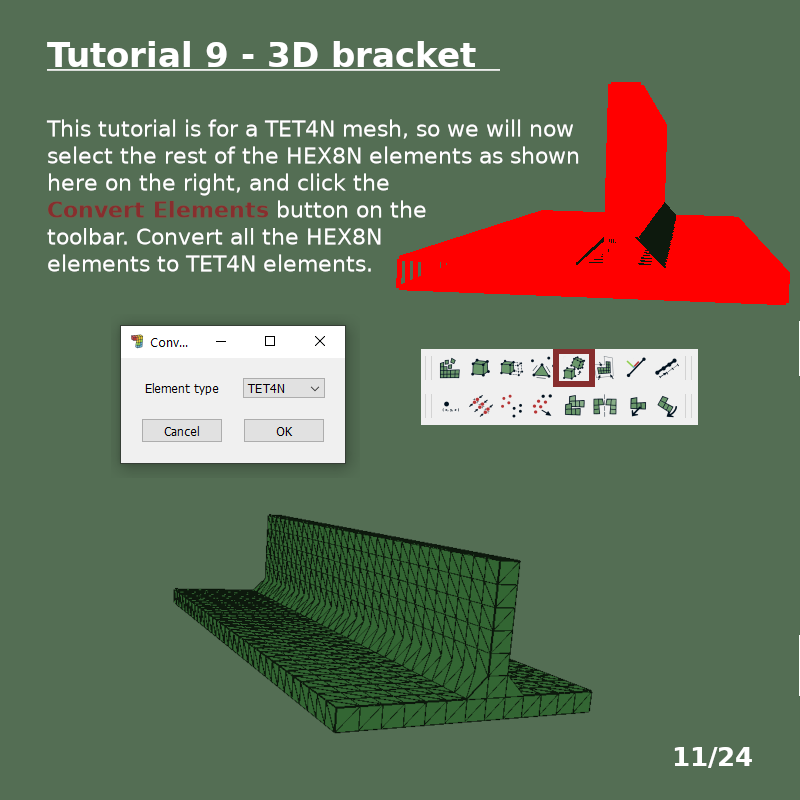 Tutorial 9 - 3D bracket
This tutorial is for a TET4N mesh, so we will now
select the rest of the HEX8N elements as shown
here on the right, and click the
Convert Elements button on the
toolbar. Convert all the HEX8N
elements to TET4N elements.
Conv...
Element type TET4N
Cancel OK
11/24